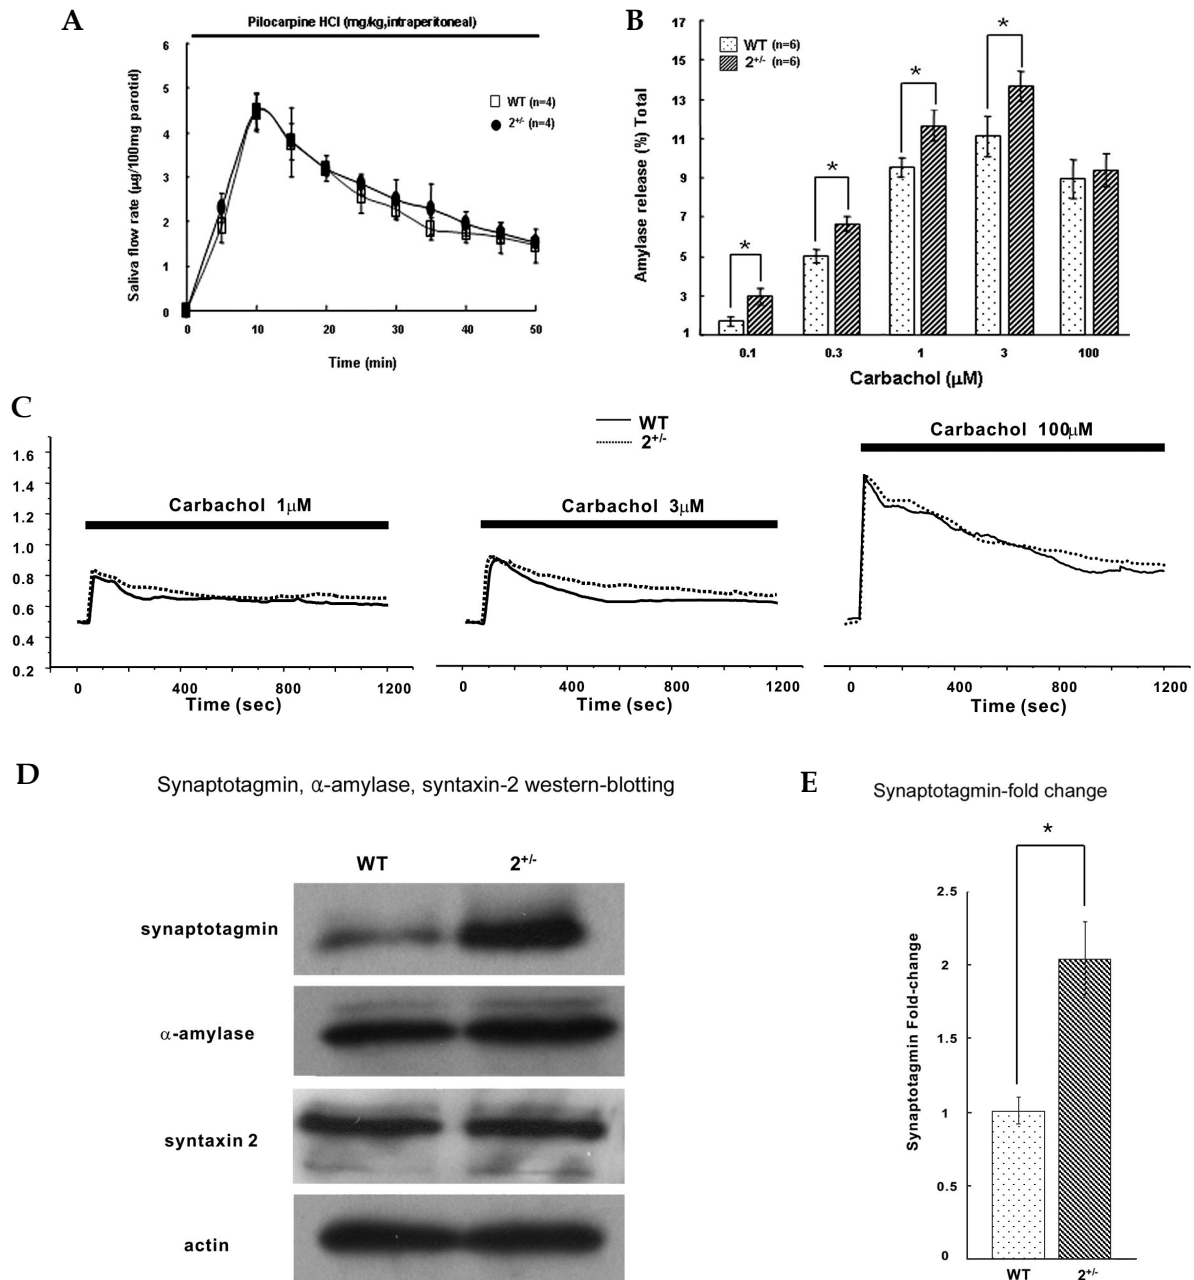 A
Pilocarpine HCl (mg/kg,intraperitoneal)
6
5
4
3
2
1
0
Saliva flow rate (µg/100mg parotid)
WT (n=4)
2+/- (n=4)
0 10 20 30 40 50
Time (min)
B
17
15
13
11
9
7
5
3
1
Amylase release (%) Total
WT (n=6)
2+/- (n=6)
* * * *
0.1 0.3 1 3 100
Carbachol (µM)
C
WT
2+/-
1.6
1.4
1.2
1.0
0.8
0.6
0.4
0.2
Carbachol 1µM
0 400 800 1200
Time (sec)
Carbachol 3µM
0 400 800 1200
Time (sec)
Carbachol 100µM
0 400 800 1200
Time (sec)
D
Synaptotagmin, α-amylase, syntaxin-2 western-blotting
WT 2+/-
synaptotagmin
α-amylase
syntaxin 2
actin
E
Synaptotagmin-fold change
*
2.5
2
1.5
1
0.5
0
Synaptotagmin Fold-change
WT 2+/-